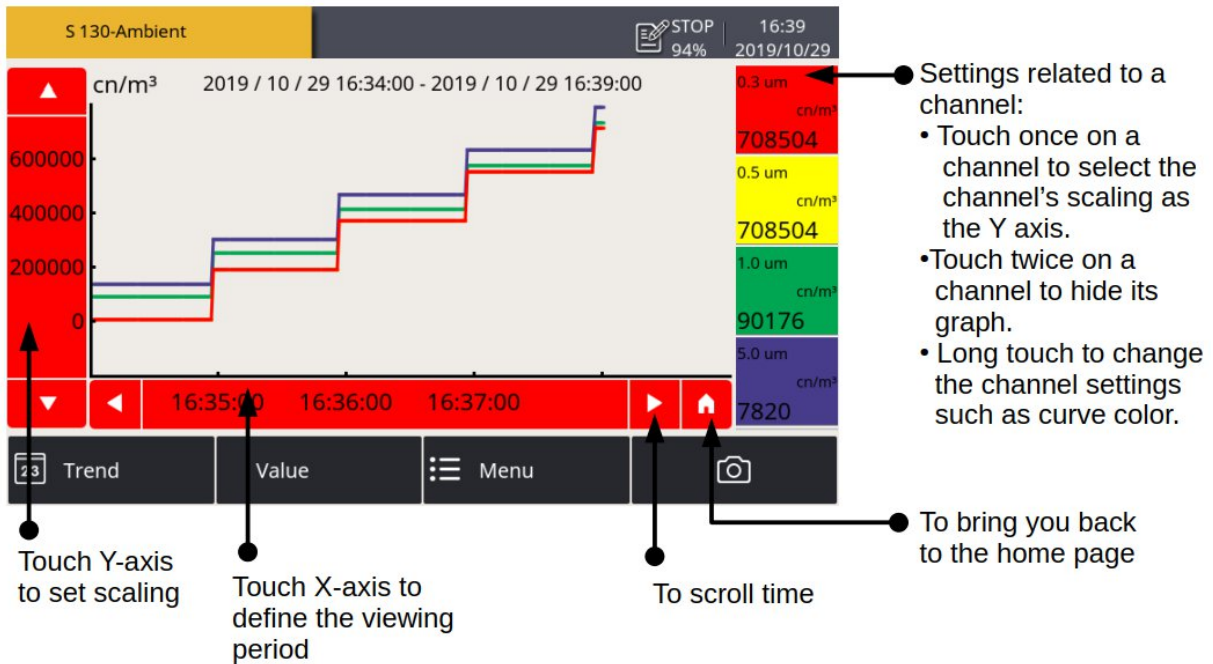 S 130-Ambient
STOP
94%
16:39
2019/10/29
cn/m³
2019 / 10 / 29 16:34:00 - 2019 / 10 / 29 16:39:00
600000
400000
200000
0
16:35:00 16:36:00 16:37:00
0.3 um
cn/m³
708504
0.5 um
cn/m³
708504
1.0 um
cn/m³
90176
5.0 um
cn/m³
7820
23 Trend
Value
Menu
Settings related to a
channel:
• Touch once on a
channel to select the
channel’s scaling as
the Y axis.
•Touch twice on a
channel to hide its
graph.
• Long touch to change
the channel settings
such as curve color.
To bring you back
to the home page
Touch Y-axis
to set scaling
Touch X-axis to
define the viewing
period
To scroll time